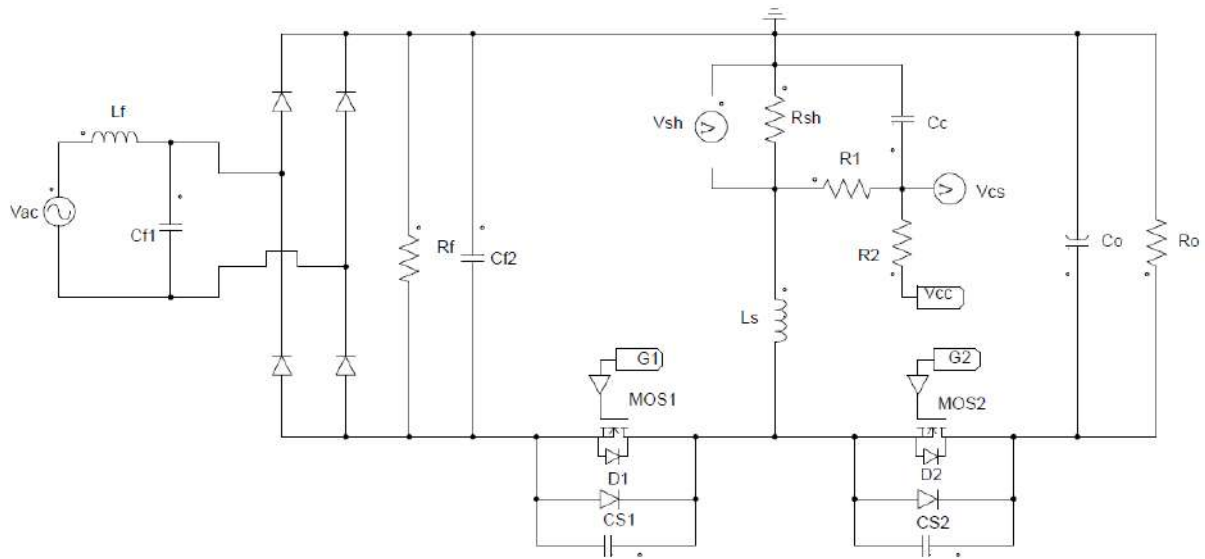 Lf
Vac
Cf1
Rf
Cf2
Vsh
V
Rsh
Cc
R1
V
Vcs
R2
Vcc
Ls
Co
Ro
G1
MOS1
D1
CS1
G2
MOS2
D2
CS2